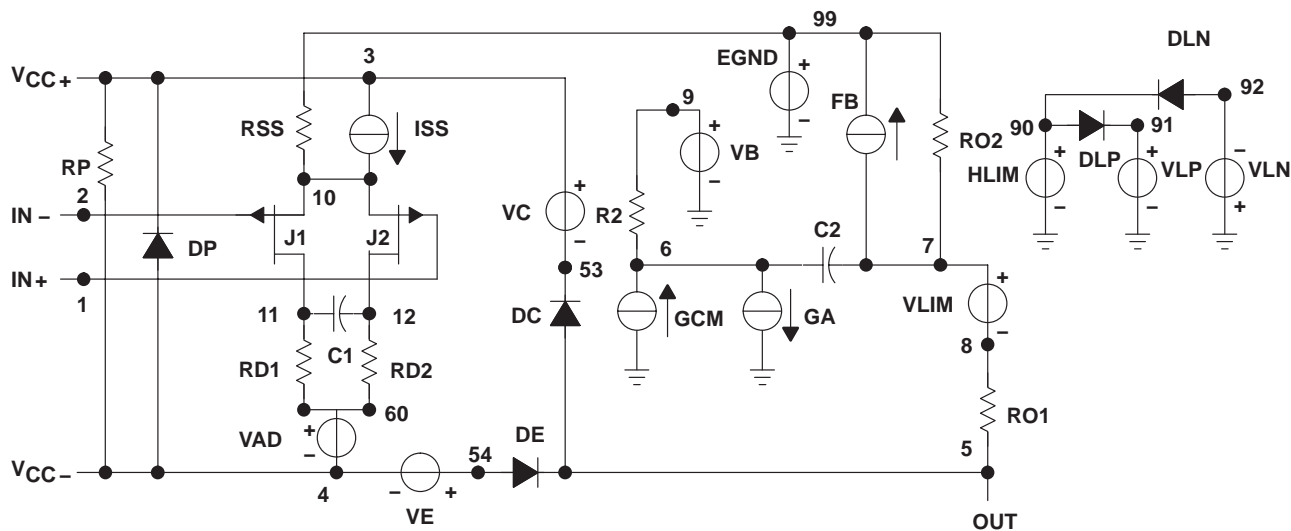 99
3
DLN
VCC+
EGND
+
92
9
FB
RSS
ISS
+
90
91
RP
VB
−
RO2
DLP
−
2
10
−
+
+
HLIM
VLP
VLN
IN −
+
R2
−
−
+
J1
J2
VC
C2
DP
−
6
7
IN+
1
53
+
11
12
GCM
GA
VLIM
DC
−
C1
8
RD1
RD2
60
RO1
+
VAD
−
DE
54
5
VCC−
4
−
+
VE
OUT